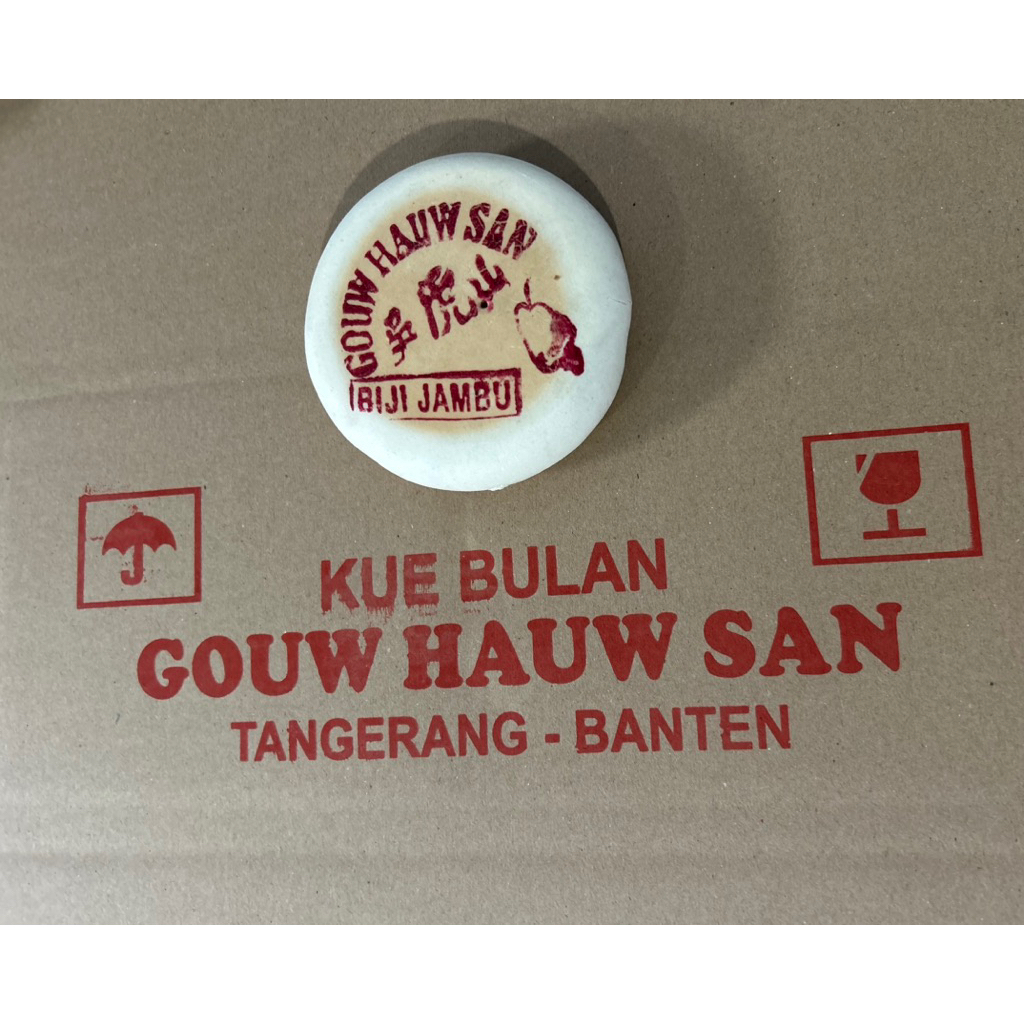 GOUW HAUW SAN
BIJI JAMBU
KUE BULAN
GOUW HAUW SAN
TANGERANG - BANTEN